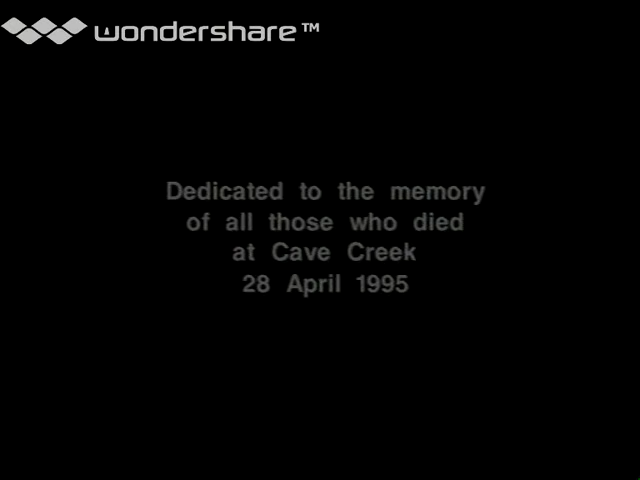 wondershare™
Dedicated to the memory
of all those who died
at Cave Creek
28 April 1995